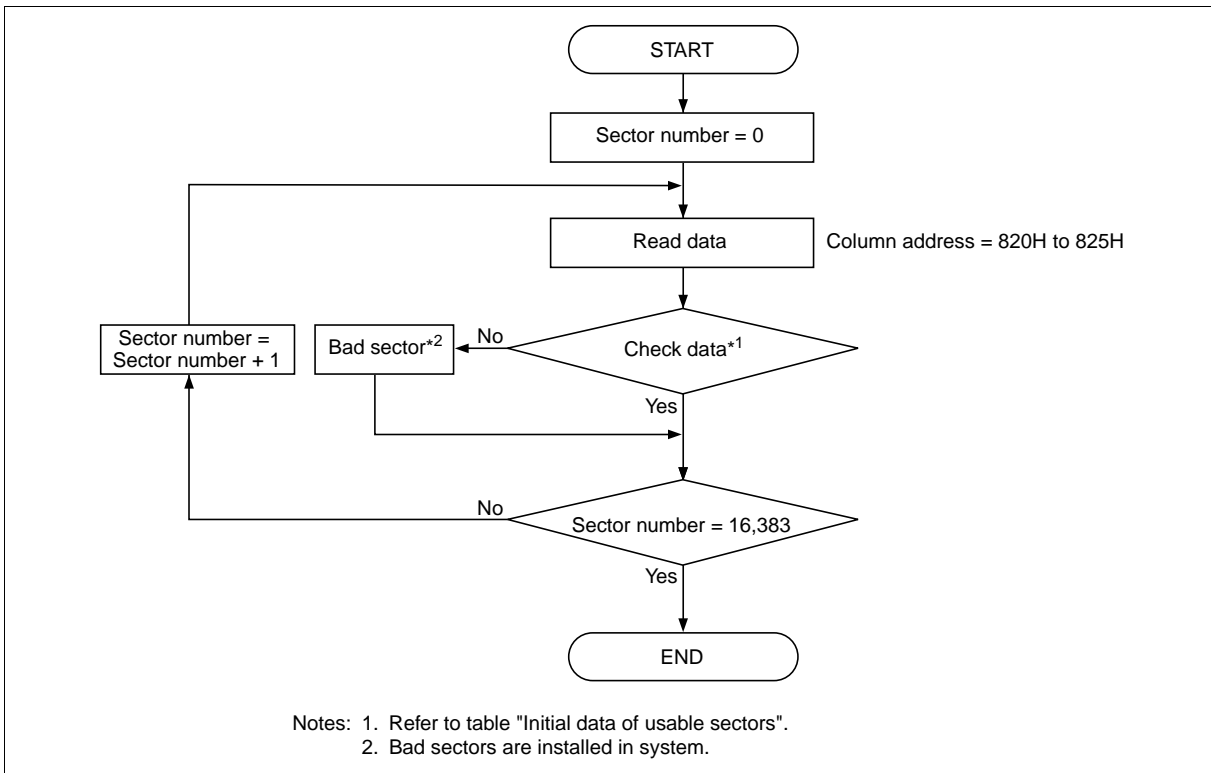 START
Sector number = 0
Read data
Column address = 820H to 825H
Sector number =
Sector number + 1
Bad sector*2
No
Check data*1
Yes
No
Sector number = 16,383
Yes
END
Notes: 1. Refer to table "Initial data of usable sectors".
2. Bad sectors are installed in system.